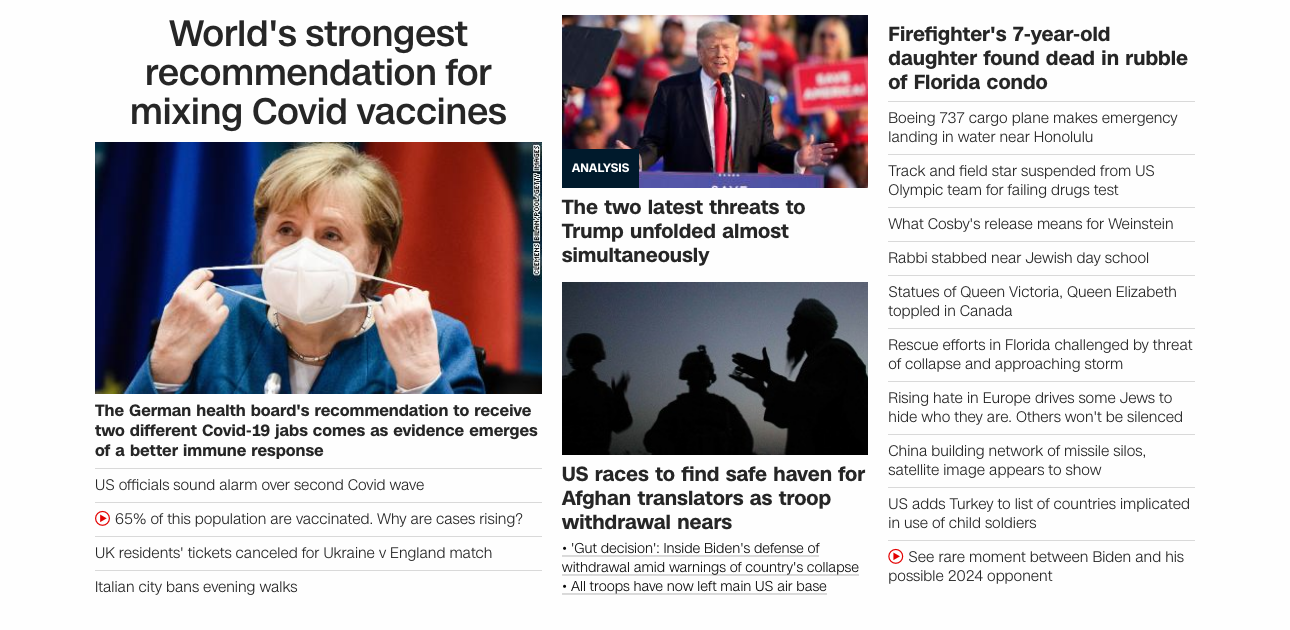 World's strongest
recommendation for
mixing Covid vaccines
CLEMENS BILAN/POOL/GETTY IMAGES
The German health board's recommendation to receive
two different Covid-19 jabs comes as evidence emerges
of a better immune response
US officials sound alarm over second Covid wave
65% of this population are vaccinated. Why are cases rising?
UK residents' tickets canceled for Ukraine v England match
Italian city bans evening walks
SAVE
AMERICA!
ANALYSIS
SAVE
The two latest threats to
Trump unfolded almost
simultaneously
US races to find safe haven for
Afghan translators as troop
withdrawal nears
• 'Gut decision': Inside Biden's defense of
withdrawal amid warnings of country's collapse
• All troops have now left main US air base
Firefighter's 7-year-old
daughter found dead in rubble
of Florida condo
Boeing 737 cargo plane makes emergency
landing in water near Honolulu
Track and field star suspended from US
Olympic team for failing drugs test
What Cosby's release means for Weinstein
Rabbi stabbed near Jewish day school
Statues of Queen Victoria, Queen Elizabeth
toppled in Canada
Rescue efforts in Florida challenged by threat
of collapse and approaching storm
Rising hate in Europe drives some Jews to
hide who they are. Others won't be silenced
China building network of missile silos,
satellite image appears to show
US adds Turkey to list of countries implicated
in use of child soldiers
See rare moment between Biden and his
possible 2024 opponent